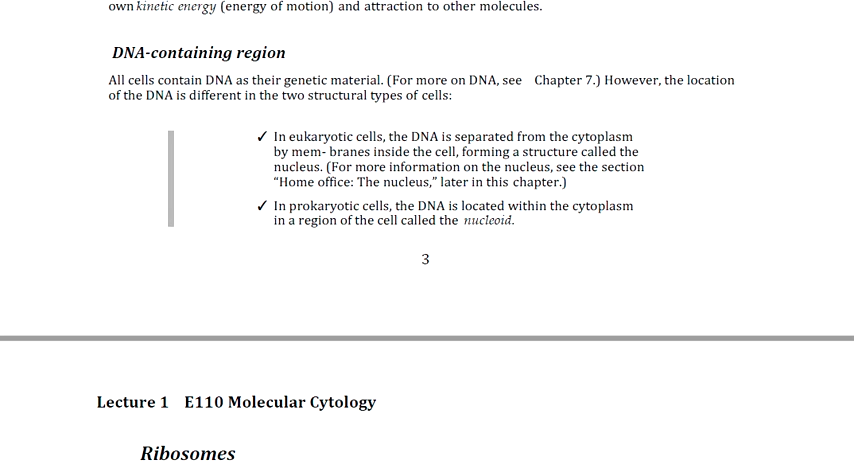 own kinetic energy (energy of motion) and attraction to other molecules.
DNA-containing region
All cells contain DNA as their genetic material. (For more on DNA, see Chapter 7.) However, the location
of the DNA is different in the two structural types of cells:
✓ In eukaryotic cells, the DNA is separated from the cytoplasm
by mem- branes inside the cell, forming a structure called the
nucleus. (For more information on the nucleus, see the section
“Home office: The nucleus,” later in this chapter.)
✓ In prokaryotic cells, the DNA is located within the cytoplasm
in a region of the cell called the nucleoid.
3
Lecture 1 E110 Molecular Cytology
Ribosomes